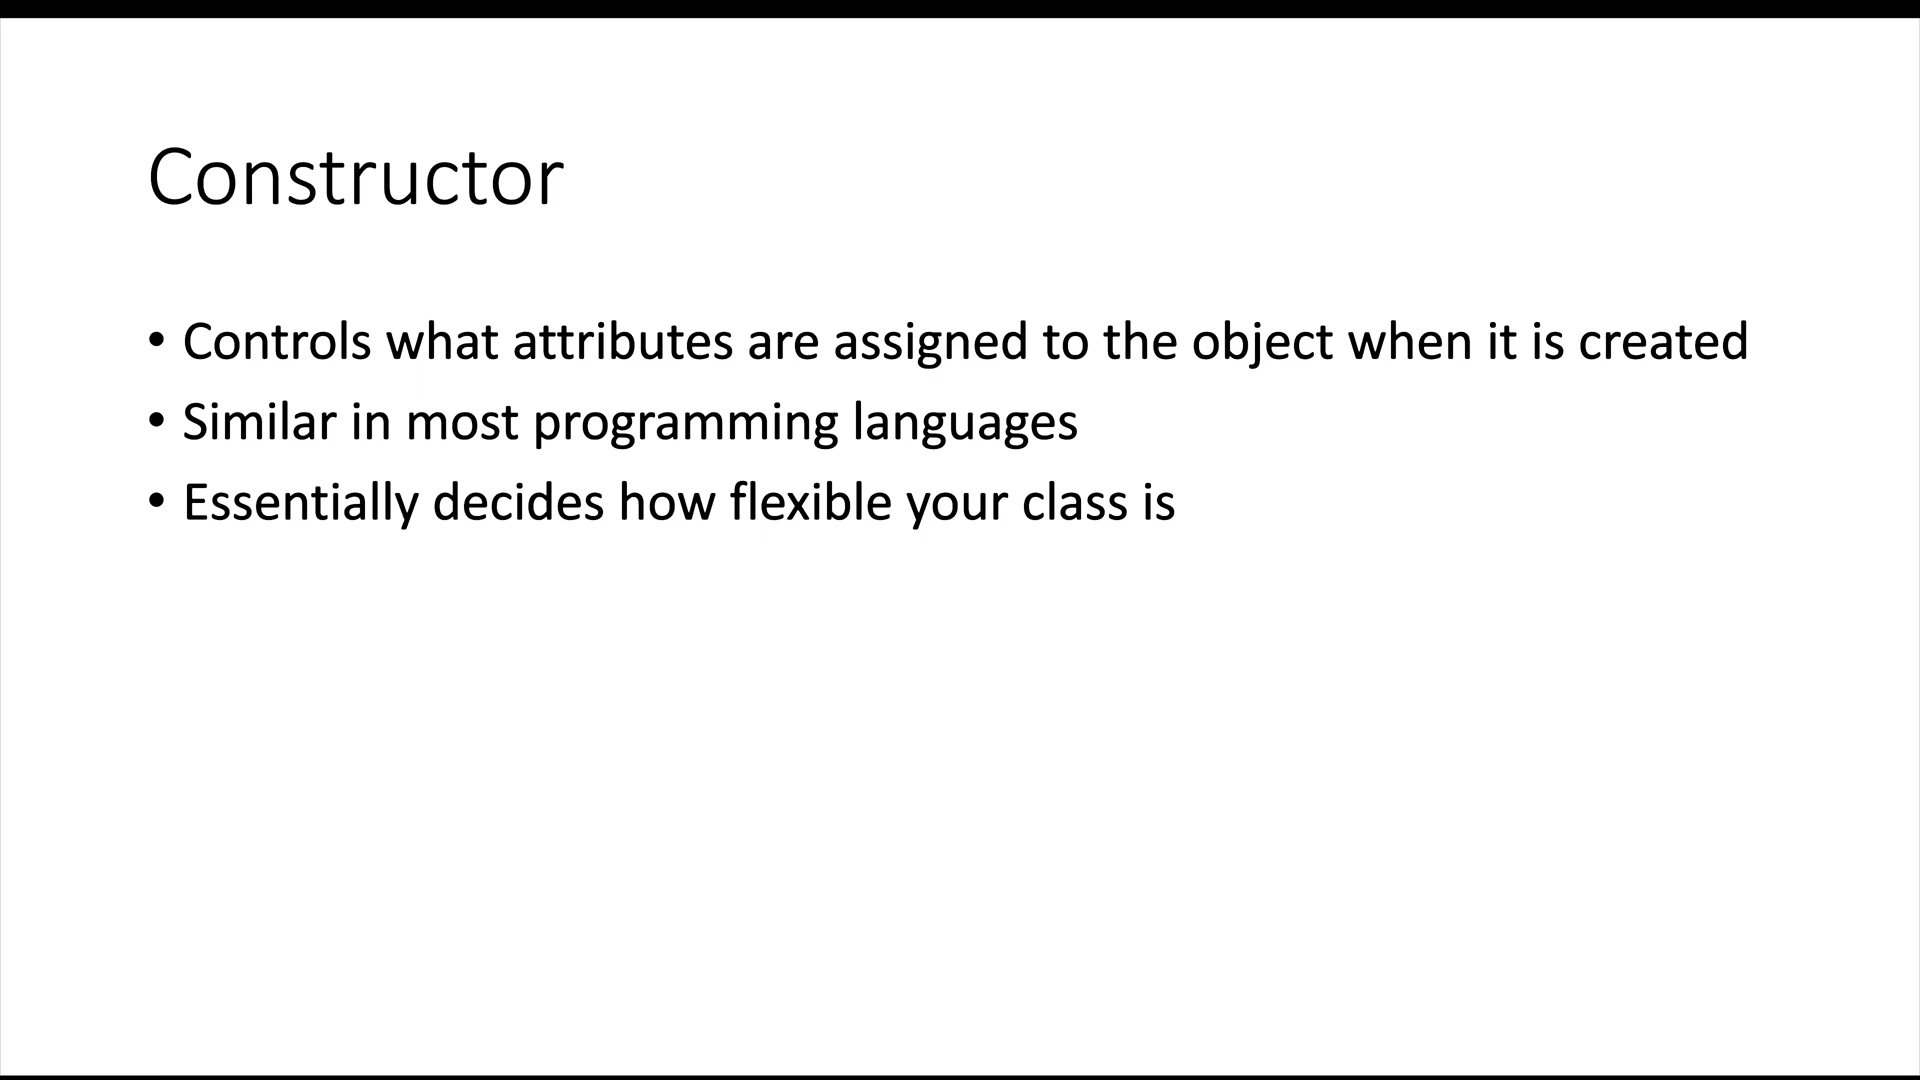 Constructor
• Controls what attributes are assigned to the object when it is created
• Similar in most programming languages
• Essentially decides how flexible your class is